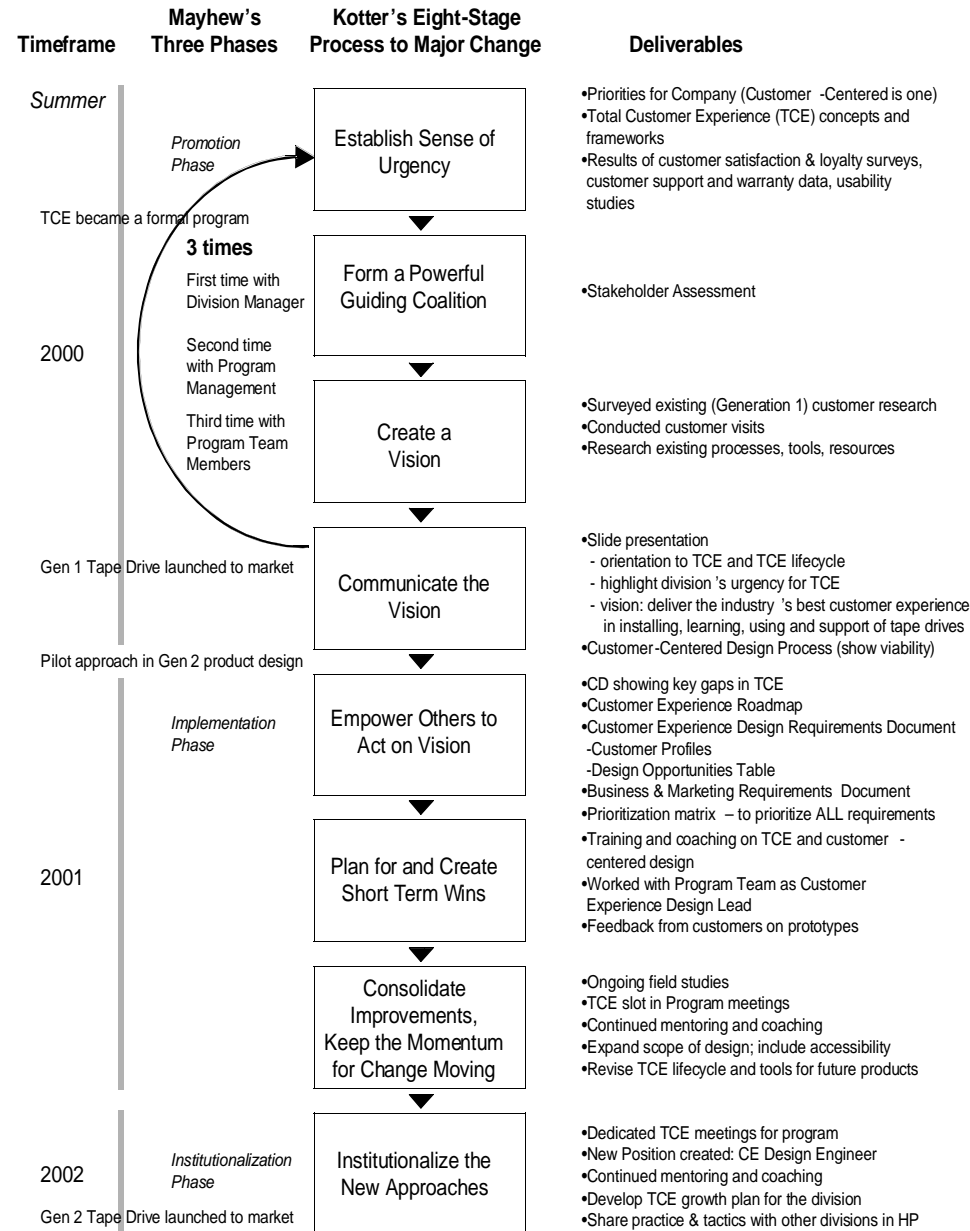 Mayhew's
Three Phases
Kotter's Eight-Stage
Process to Major Change
Timeframe
Deliverables
Summer
Promotion
Phase
Establish Sense of
Urgency
•Priorities for Company (Customer -Centered is one)
•Total Customer Experience (TCE) concepts and
frameworks
•Results of customer satisfaction & loyalty surveys,
customer support and warranty data, usability
studies
TCE became a formal program
3 times
First time with
Division Manager
Form a Powerful
Guiding Coalition
•Stakeholder Assessment
2000
Second time
with Program
Management
Third time with
Program Team
Members
Create a
Vision
•Surveyed existing (Generation 1) customer research
•Conducted customer visits
•Research existing processes, tools, resources
Gen 1 Tape Drive launched to market
Communicate the
Vision
•Slide presentation
- orientation to TCE and TCE lifecycle
- highlight division 's urgency for TCE
- vision: deliver the industry 's best customer experience
in installing, learning, using and support of tape drives
•Customer-Centered Design Process (show viability)
Pilot approach in Gen 2 product design
Implementation
Phase
Empower Others to
Act on Vision
•CD showing key gaps in TCE
•Customer Experience Roadmap
•Customer Experience Design Requirements Document
-Customer Profiles
-Design Opportunities Table
•Business & Marketing Requirements Document
•Prioritization matrix – to prioritize ALL requirements
2001
Plan for and Create
Short Term Wins
•Training and coaching on TCE and customer -
centered design
•Worked with Program Team as Customer
Experience Design Lead
•Feedback from customers on prototypes
Consolidate
Improvements,
Keep the Momentum
for Change Moving
•Ongoing field studies
•TCE slot in Program meetings
•Continued mentoring and coaching
•Expand scope of design; include accessibility
•Revise TCE lifecycle and tools for future products
2002
Institutionalization
Phase
Institutionalize the
New Approaches
•Dedicated TCE meetings for program
•New Position created: CE Design Engineer
•Continued mentoring and coaching
•Develop TCE growth plan for the division
•Share practice & tactics with other divisions in HP
Gen 2 Tape Drive launched to market